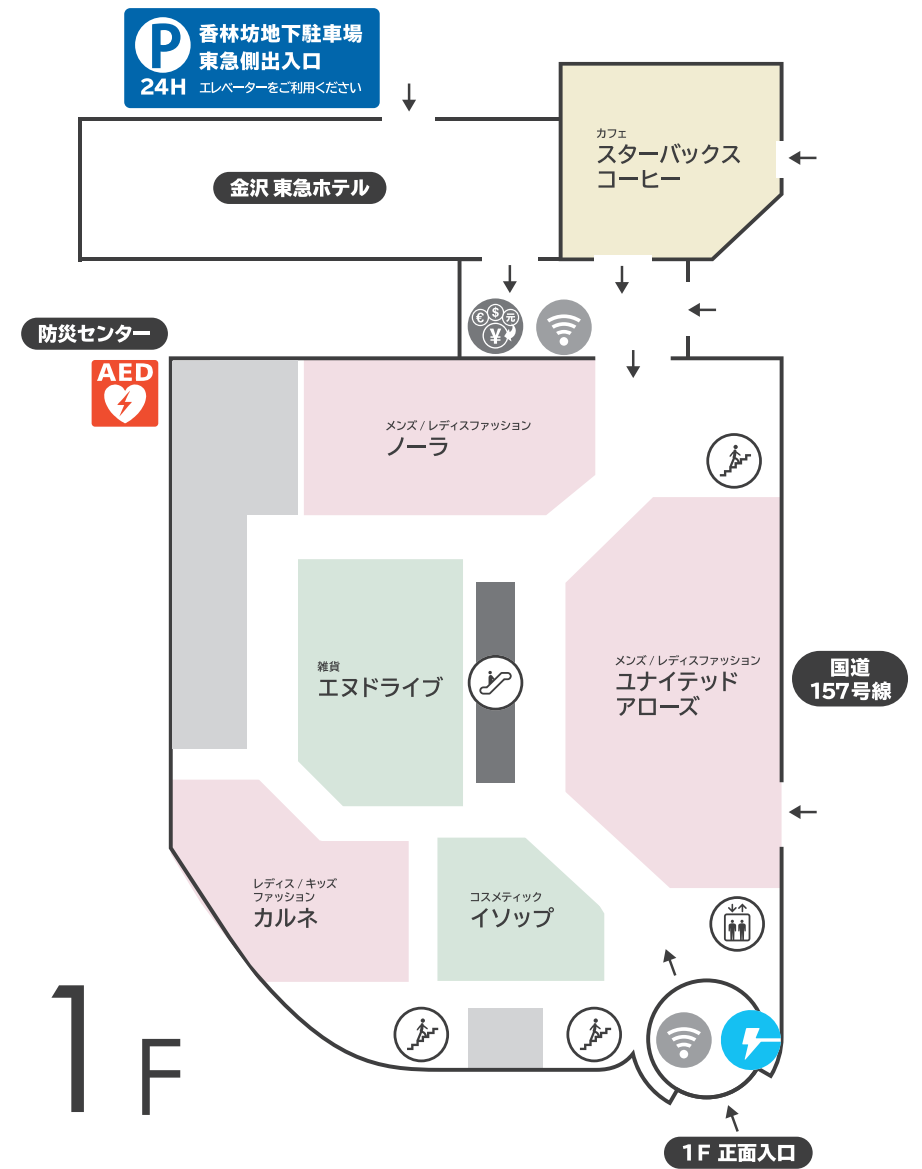 P
24H
香林坊地下駐車場
東急側出入口
エレベーターをご利用ください
カフェ
スターバックス
コーヒー
金沢 東急ホテル
€ $ 元
¥
防災センター
AED
メンズ / レディスファッション
ノーラ
雑貨
エヌドライブ
メンズ / レディスファッション
ユナイテッド
アローズ
国道
157号線
レディス / キッズ
ファッション
カルネ
コスメティック
イソップ
1F
1F 正面入口